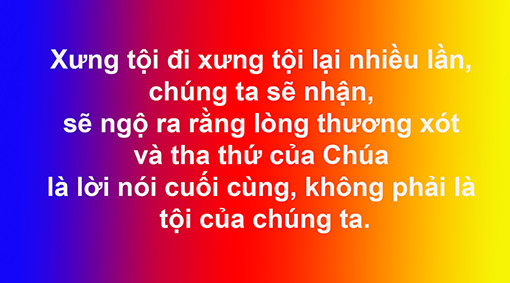 Xưng tội đi xưng tội lại nhiều lần,
chúng ta sẽ nhận,
sẽ ngộ ra rằng lòng thương xót
và tha thứ của Chúa
là lời nói cuối cùng, không phải là
tội của chúng ta.